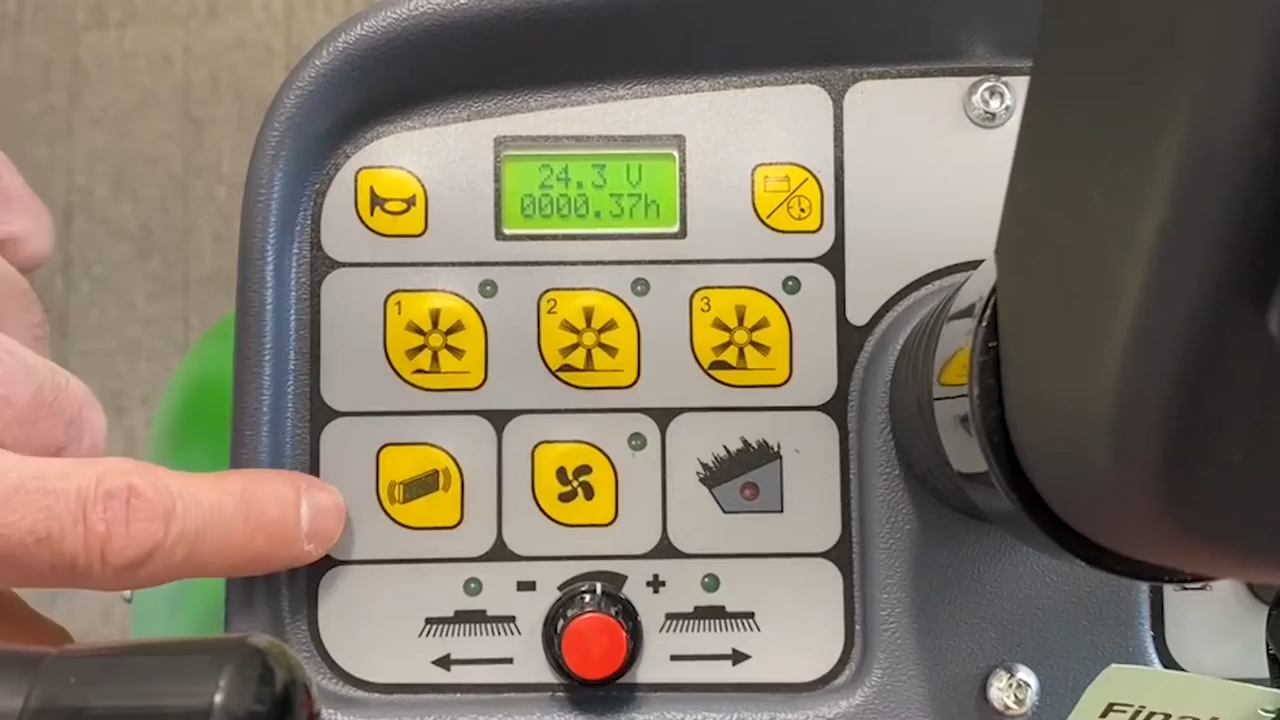 24.3 V
0000.37h
1
2
3
- +